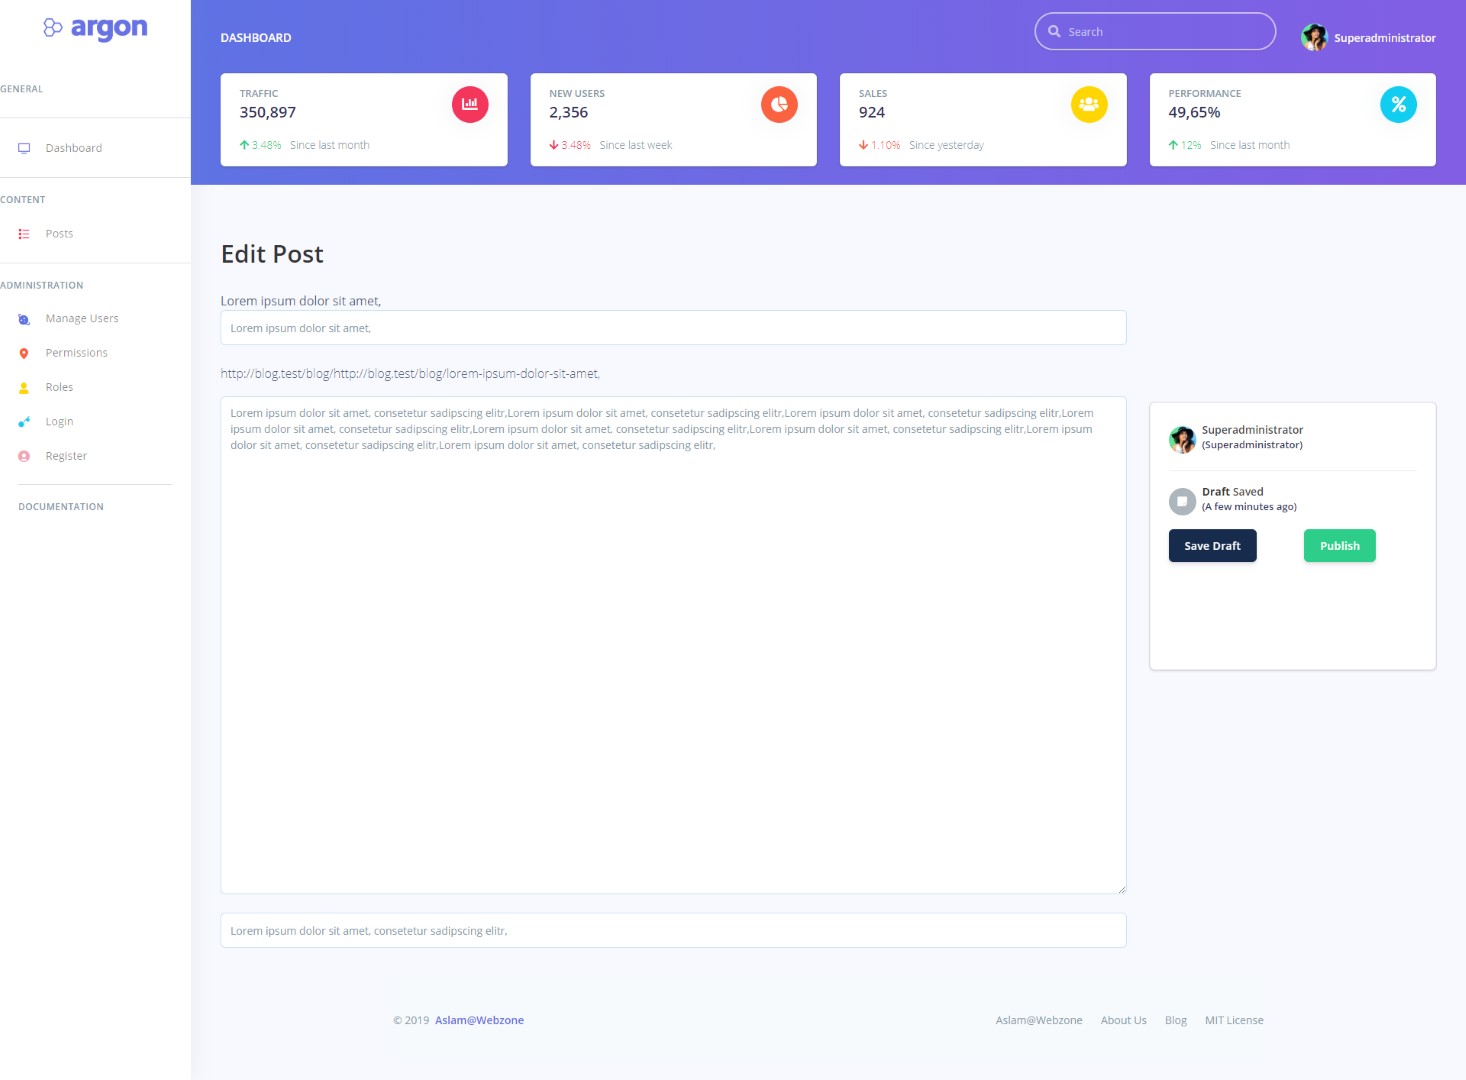 argon
GENERAL
Dashboard
CONTENT
Posts
ADMINISTRATION
Manage Users
Permissions
Roles
Login
Register
DOCUMENTATION
DASHBOARD
Search
Superadministrator
TRAFFIC
350,897
3.48% Since last month
NEW USERS
2,356
3.48% Since last week
SALES
924
1.10% Since yesterday
PERFORMANCE
49,65%
12% Since last month
Edit Post
Lorem ipsum dolor sit amet,
Lorem ipsum dolor sit amet,
http://blog.test/blog/http://blog.test/blog/lorem-ipsum-dolor-sit-amet,
Lorem ipsum dolor sit amet, consetetur sadipscing elitr,Lorem ipsum dolor sit amet, consetetur sadipscing elitr,Lorem ipsum dolor sit amet, consetetur sadipscing elitr,Lorem
ipsum dolor sit amet, consetetur sadipscing elitr,Lorem ipsum dolor sit amet, consetetur sadipscing elitr,Lorem ipsum dolor sit amet, consetetur sadipscing elitr,Lorem ipsum
dolor sit amet, consetetur sadipscing elitr,Lorem ipsum dolor sit amet, consetetur sadipscing elitr,
Superadministrator
(Superadministrator)
Draft Saved
(A few minutes ago)
Save Draft
Publish
Lorem ipsum dolor sit amet, consetetur sadipscing elitr,
© 2019 Aslam@Webzone
Aslam@Webzone About Us Blog MIT License